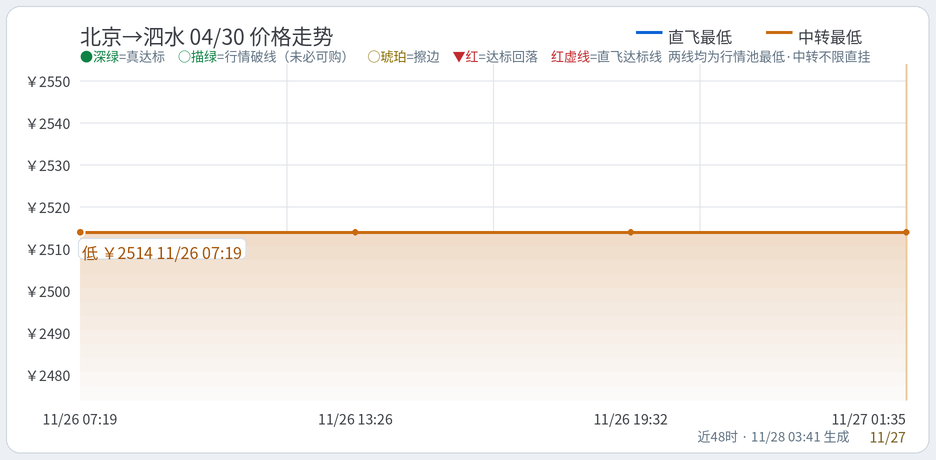 北京→泗水 04/30 价格走势
直飞最低 中转最低
●深绿=真达标 ○描绿=行情破线（未必可购） ○琥珀=擦边 ▼红=达标回落 红虚线=直飞达标线 两线均为行情池最低·中转不限直挂
￥2550
￥2540
￥2530
￥2520
￥2510
￥2500
￥2490
￥2480
低 ￥2514 11/26 07:19
11/26 07:19 11/26 13:26 11/26 19:32 11/27 01:35
近48时 · 11/28 03:41 生成 11/27